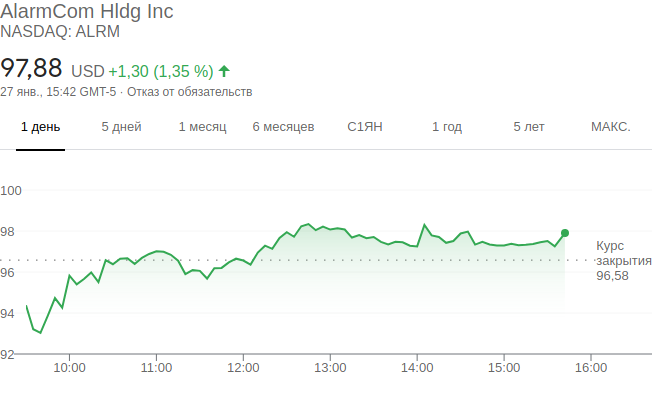 AlarmCom Hldg Inc
NASDAQ: ALRM
97,88 USD +1,30 (1,35 %)
27 янв., 15:42 GMT-5 · Отказ от обязательств
1 день 5 дней 1 месяц 6 месяцев С1ЯН 1 год 5 лет МАКС.
100
98
96
94
92
Курс
закрытия
96,58
10:00 11:00 12:00 13:00 14:00 15:00 16:00